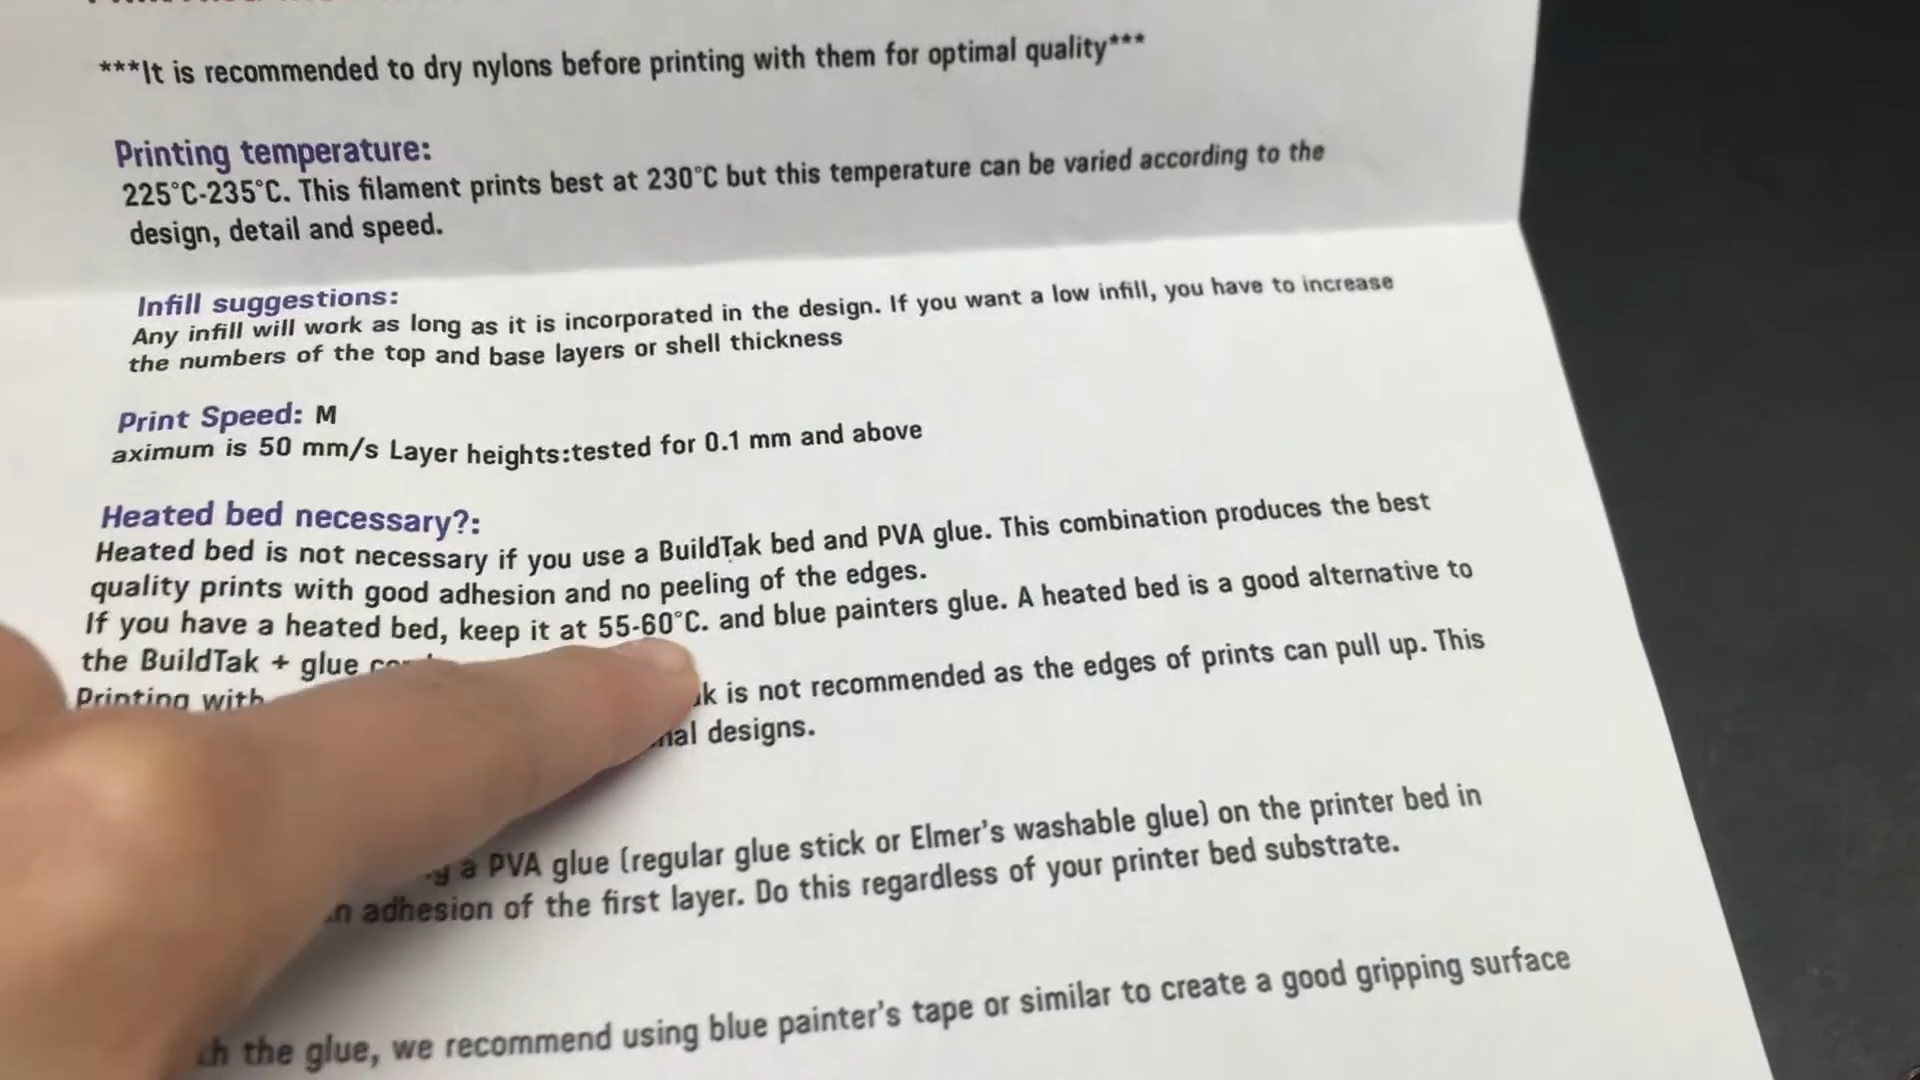 ***It is recommended to dry nylons before printing with them for optimal quality***
Printing temperature:
225°C-235°C. This filament prints best at 230°C but this temperature can be varied according to the
design, detail and speed.
Infill suggestions:
Any infill will work as long as it is incorporated in the design. If you want a low infill, you have to increase
the numbers of the top and base layers or shell thickness
Print Speed: M
aximum is 50 mm/s Layer heights:tested for 0.1 mm and above
Heated bed necessary?:
Heated bed is not necessary if you use a BuildTak bed and PVA glue. This combination produces the best
quality prints with good adhesion and no peeling of the edges.
If you have a heated bed, keep it at 55-60°C. and blue painters glue. A heated bed is a good alternative to
the BuildTak + glue
Printing with is not recommended as the edges of prints can pull up. This
designs.
a PVA glue (regular glue stick or Elmer's washable glue) on the printer bed in
adhesion of the first layer. Do this regardless of your printer bed substrate.
the glue, we recommend using blue painter's tape or similar to create a good gripping surface